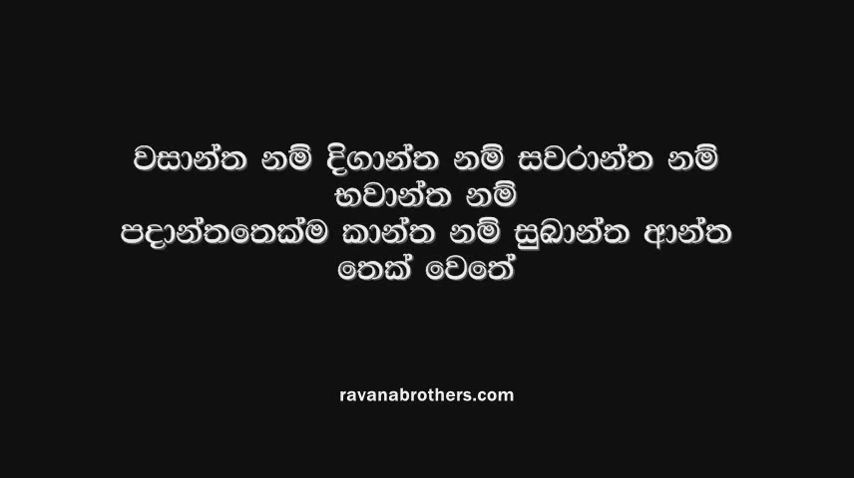 වසාන්ත නම් දිගාන්ත නම් සවරාන්ත නම්
භවාන්ත නම්
පදාන්තතෙක්ම කාන්ත නම් සුඛාන්ත ආන්ත
තෙක් වෙතේ
ravanabrothers.com